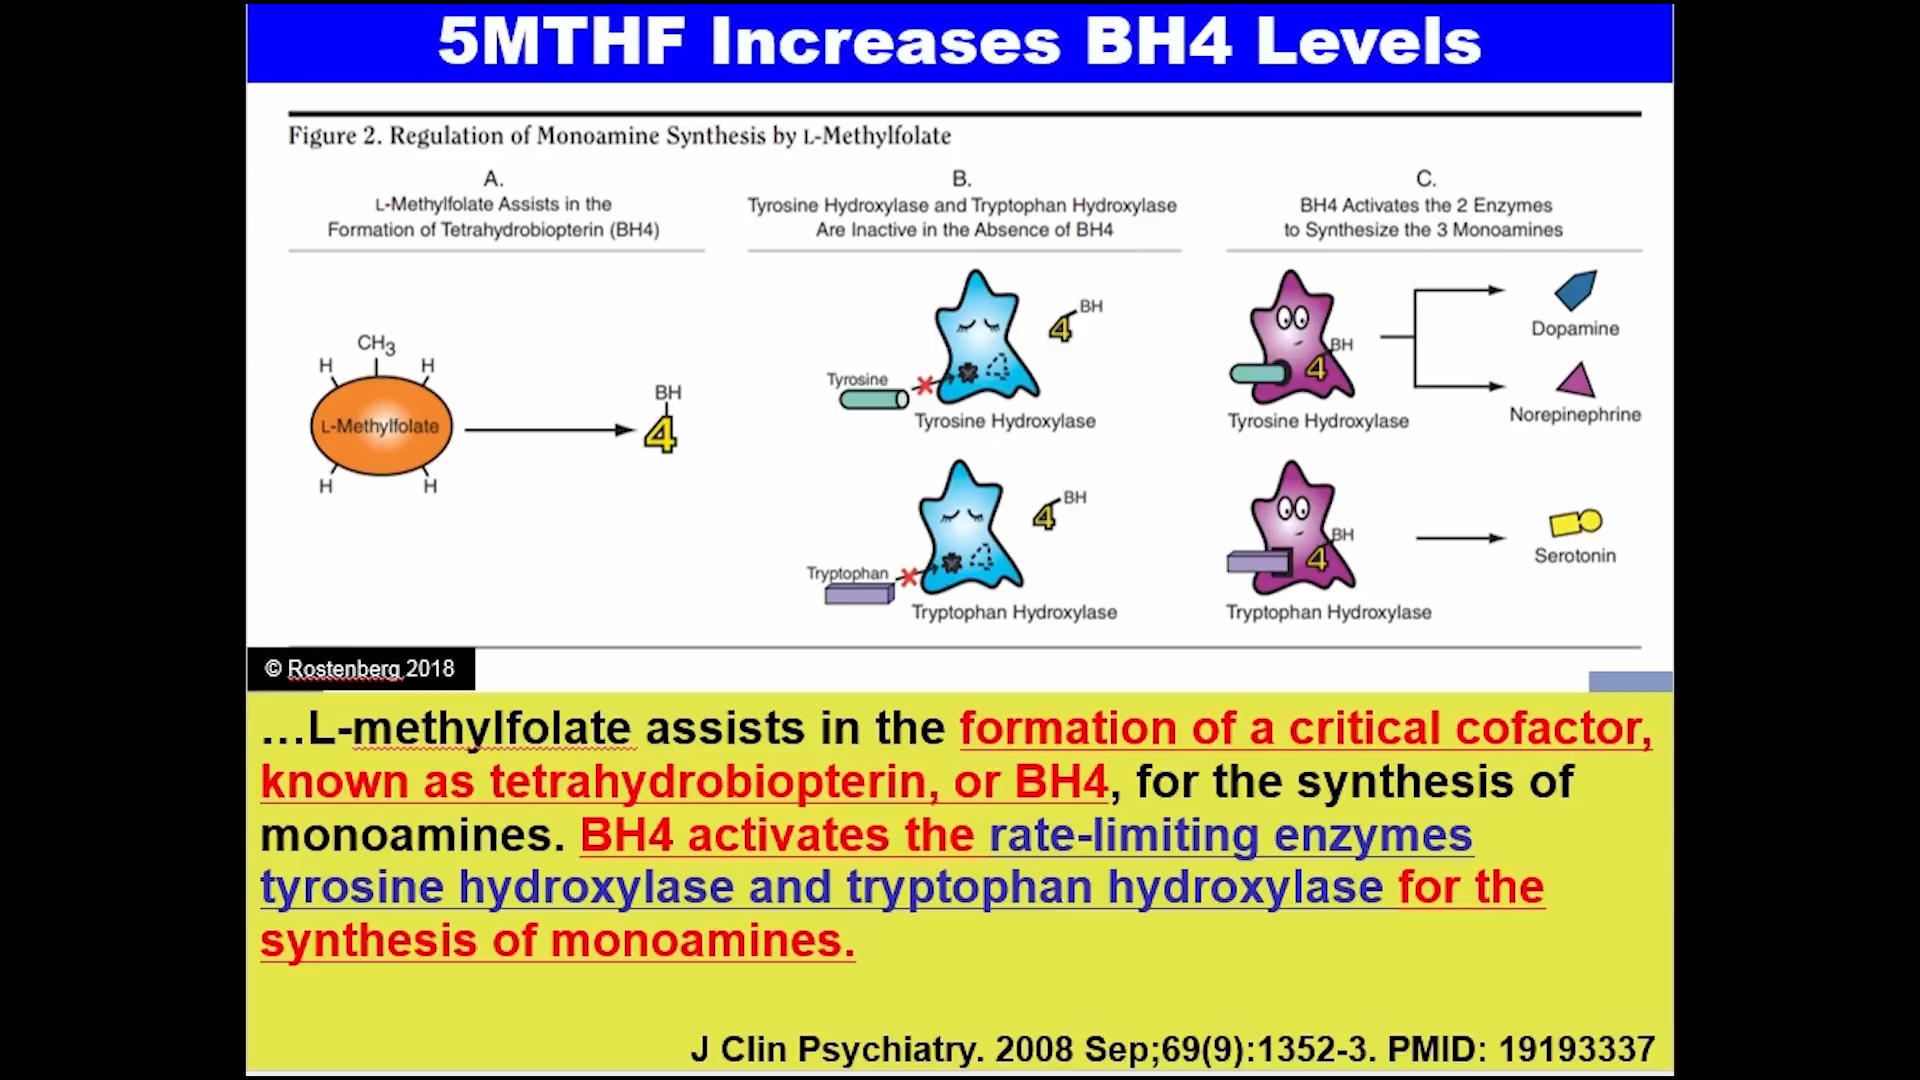 5MTHF Increases BH4 Levels
Figure 2. Regulation of Monoamine Synthesis by L-Methylfolate
A.
L-Methylfolate Assists in the
Formation of Tetrahydrobiopterin (BH4)
B.
Tyrosine Hydroxylase and Tryptophan Hydroxylase
Are Inactive in the Absence of BH4
C.
BH4 Activates the 2 Enzymes
to Synthesize the 3 Monoamines
CH3
H
H
L-Methylfolate
H
H
BH
4
BH
4
4
Tyrosine
Tyrosine Hydroxylase
BH
4
4
Tryptophan
Tryptophan Hydroxylase
BH
4
Tyrosine Hydroxylase
Dopamine
Norepinephrine
BH
4
Tryptophan Hydroxylase
Serotonin
© Rostenberg 2018
...L-methylfolate assists in the formation of a critical cofactor,
known as tetrahydrobiopterin, or BH4, for the synthesis of
monoamines. BH4 activates the rate-limiting enzymes
tyrosine hydroxylase and tryptophan hydroxylase for the
synthesis of monoamines.
J Clin Psychiatry. 2008 Sep;69(9):1352-3. PMID: 19193337